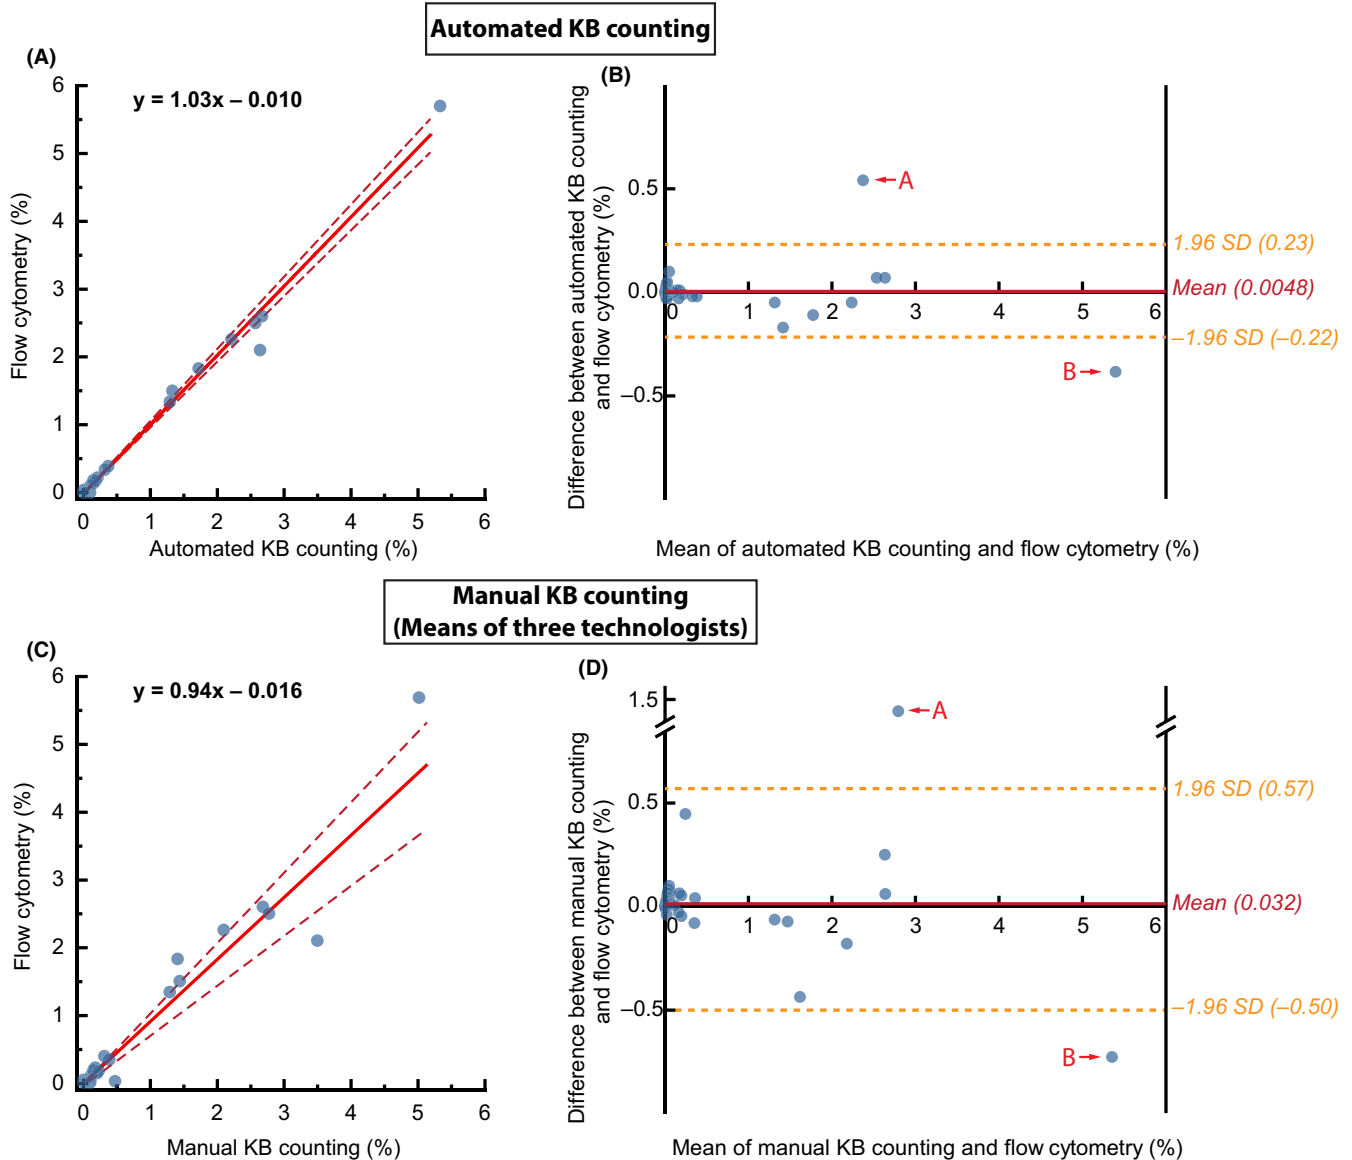 Automated KB counting
(A)
y = 1.03x – 0.010
6
5
4
3
2
1
0
Flow cytometry (%)
0 1 2 3 4 5 6
Automated KB counting (%)
(B)
Difference between automated KB counting
and flow cytometry (%)
0.5
0.0
–0.5
A
B
0 1 2 3 4 5 6
1.96 SD (0.23)
Mean (0.0048)
–1.96 SD (–0.22)
Mean of automated KB counting and flow cytometry (%)
Manual KB counting
(Means of three technologists)
(C)
y = 0.94x – 0.016
6
5
4
3
2
1
0
Flow cytometry (%)
0 1 2 3 4 5 6
Manual KB counting (%)
(D)
Difference between manual KB counting
and flow cytometry (%)
1.5
0.5
0.0
–0.5
A
B
0 1 2 3 4 5 6
1.96 SD (0.57)
Mean (0.032)
–1.96 SD (–0.50)
Mean of manual KB counting and flow cytometry (%)